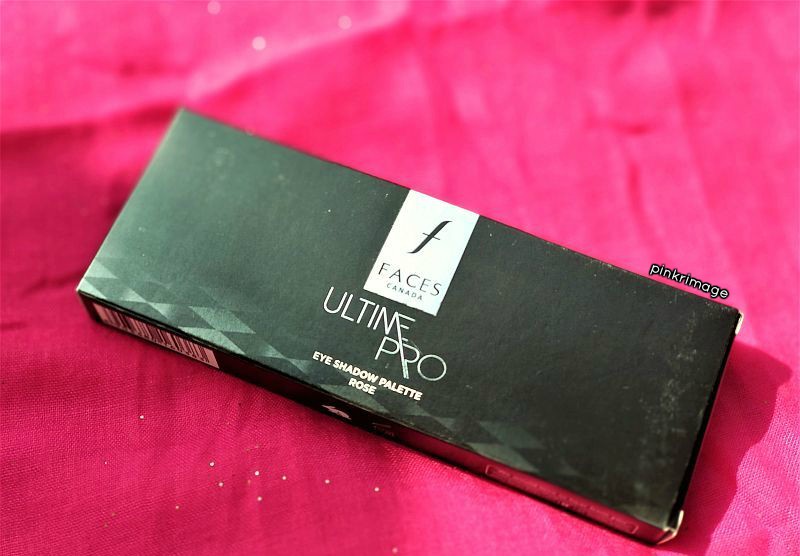 f
FACES
CANADA
ULTIME
PRO
EYE SHADOW PALETTE
ROSE
pinkrimage